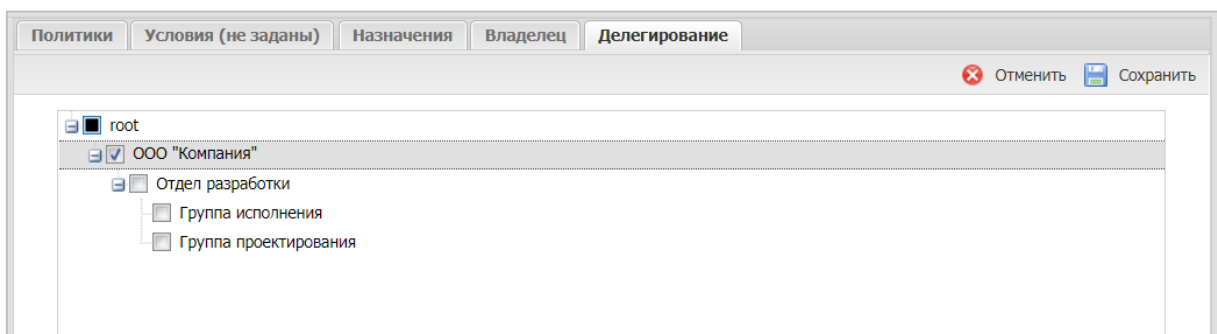 Политики Условия (не заданы) Назначения Владелец Делегирование
Отменить Сохранить
root
ООО "Компания"
Отдел разработки
Группа исполнения
Группа проектирования